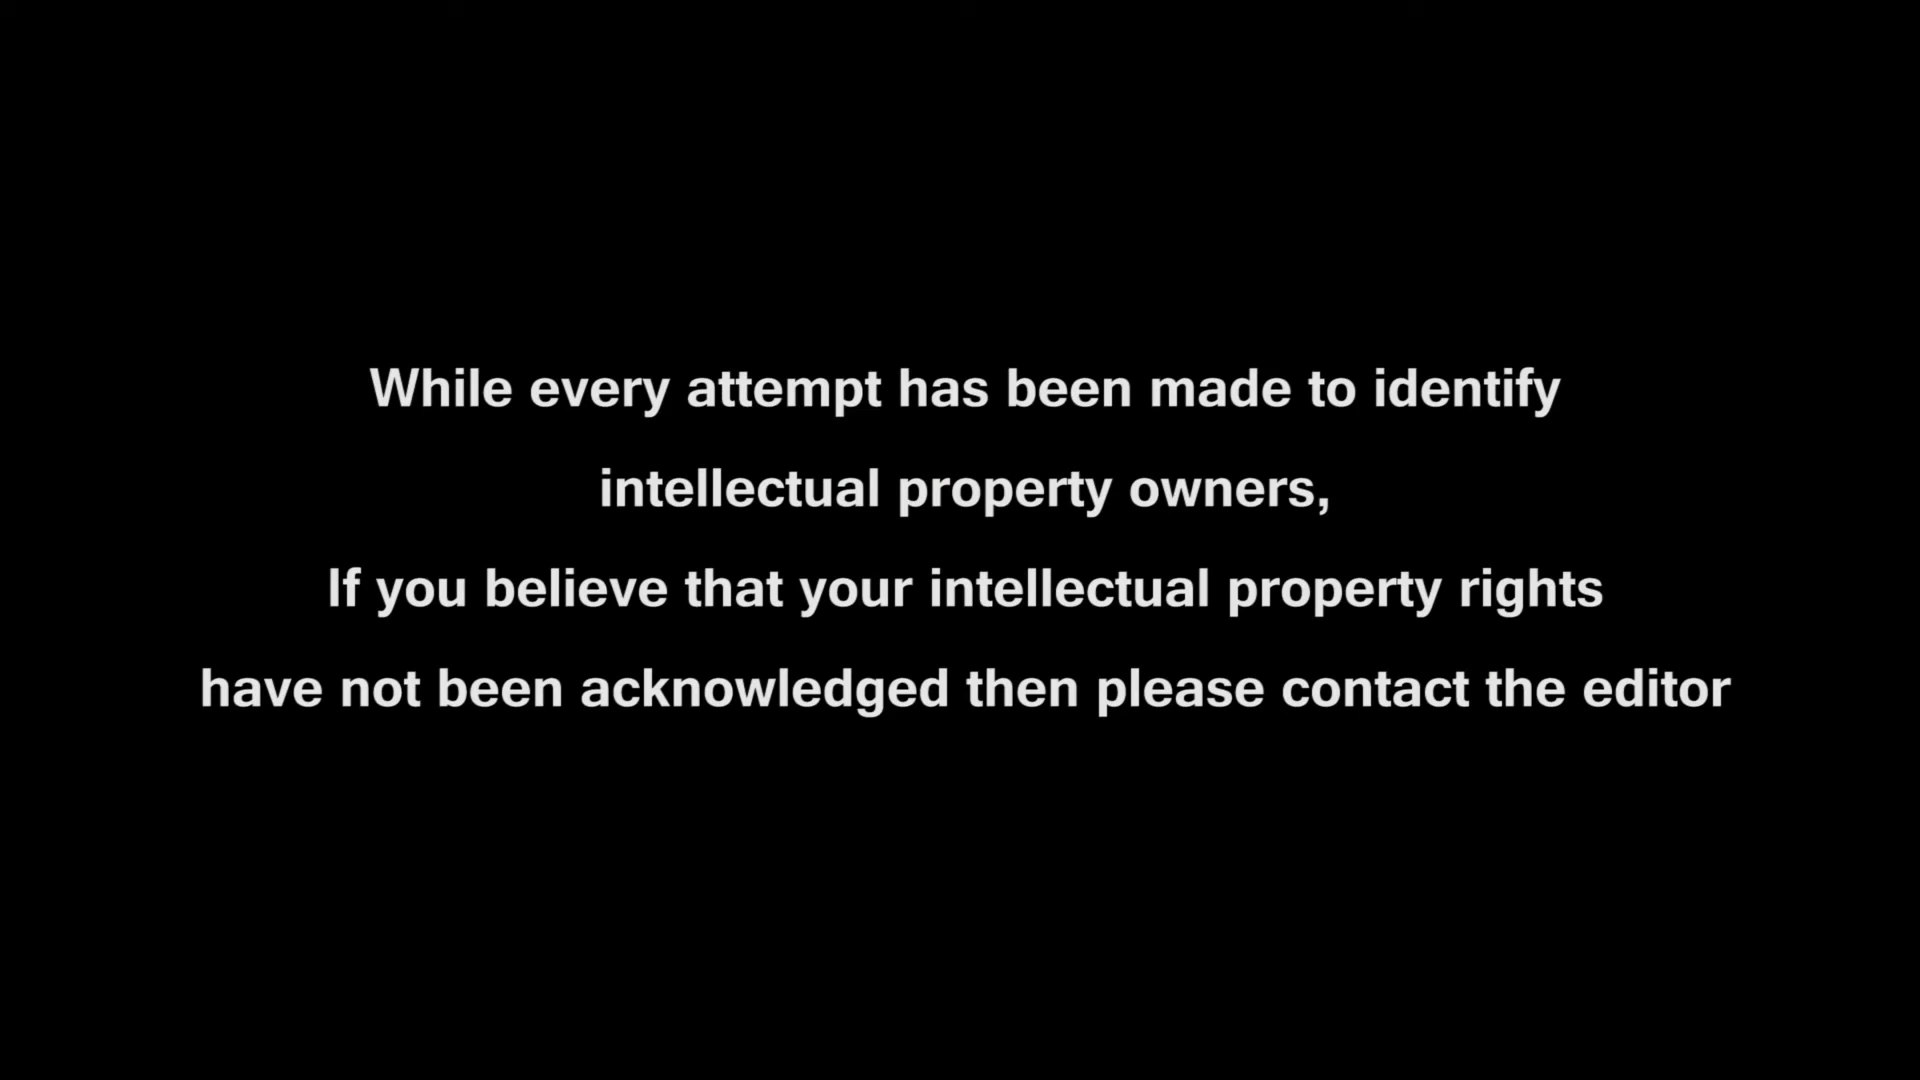 While every attempt has been made to identify
intellectual property owners,
If you believe that your intellectual property rights
have not been acknowledged then please contact the editor